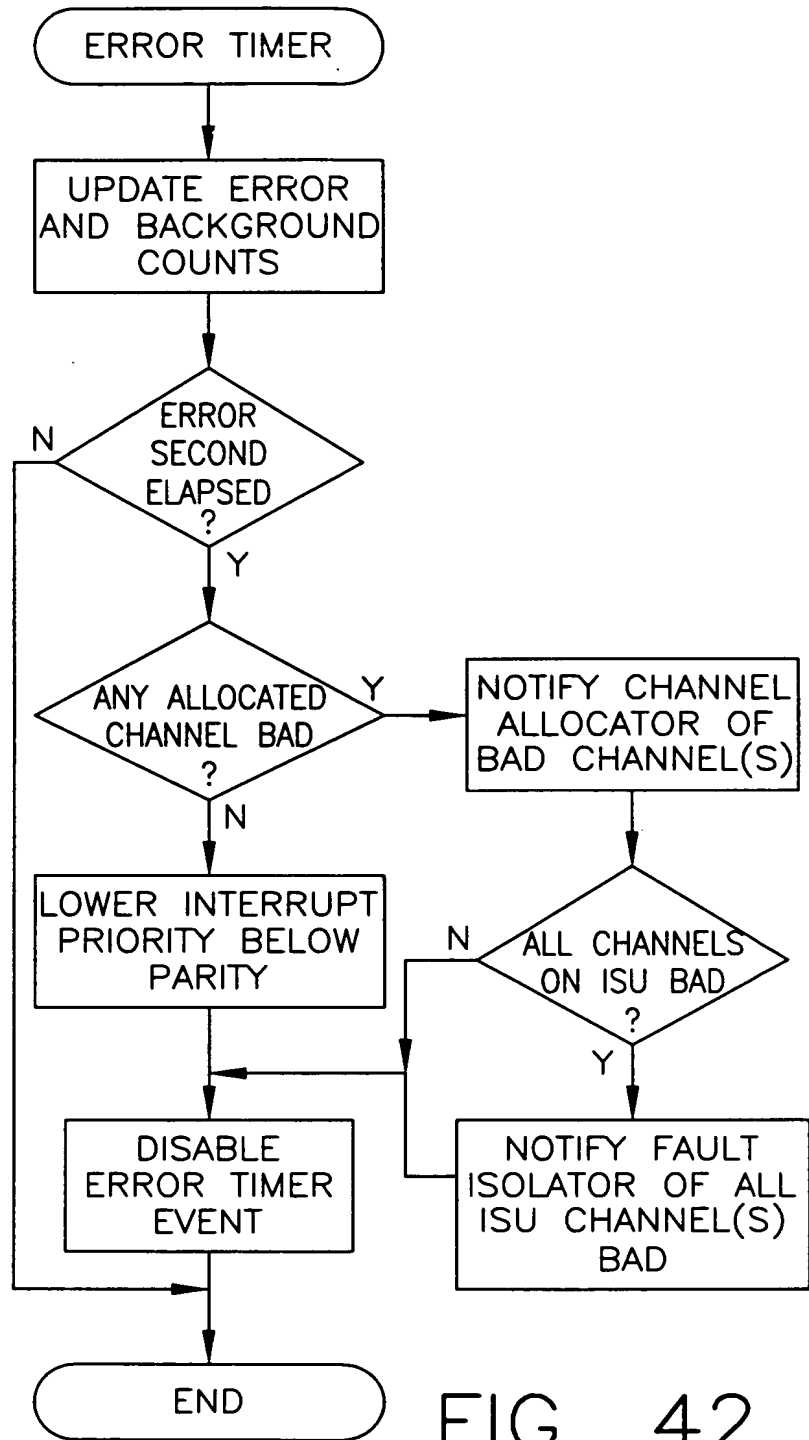 ERROR TIMER
UPDATE ERROR
AND BACKGROUND
COUNTS
N
ERROR
SECOND
ELAPSED
?
Y
ANY ALLOCATED
CHANNEL BAD
?
Y
NOTIFY CHANNEL
ALLOCATOR OF
BAD CHANNEL(S)
N
LOWER INTERRUPT
PRIORITY BELOW
PARITY
N
ALL CHANNELS
ON ISU BAD
?
Y
DISABLE
ERROR TIMER
EVENT
NOTIFY FAULT
ISOLATOR OF ALL
ISU CHANNEL(S)
BAD
END
FIG. 42